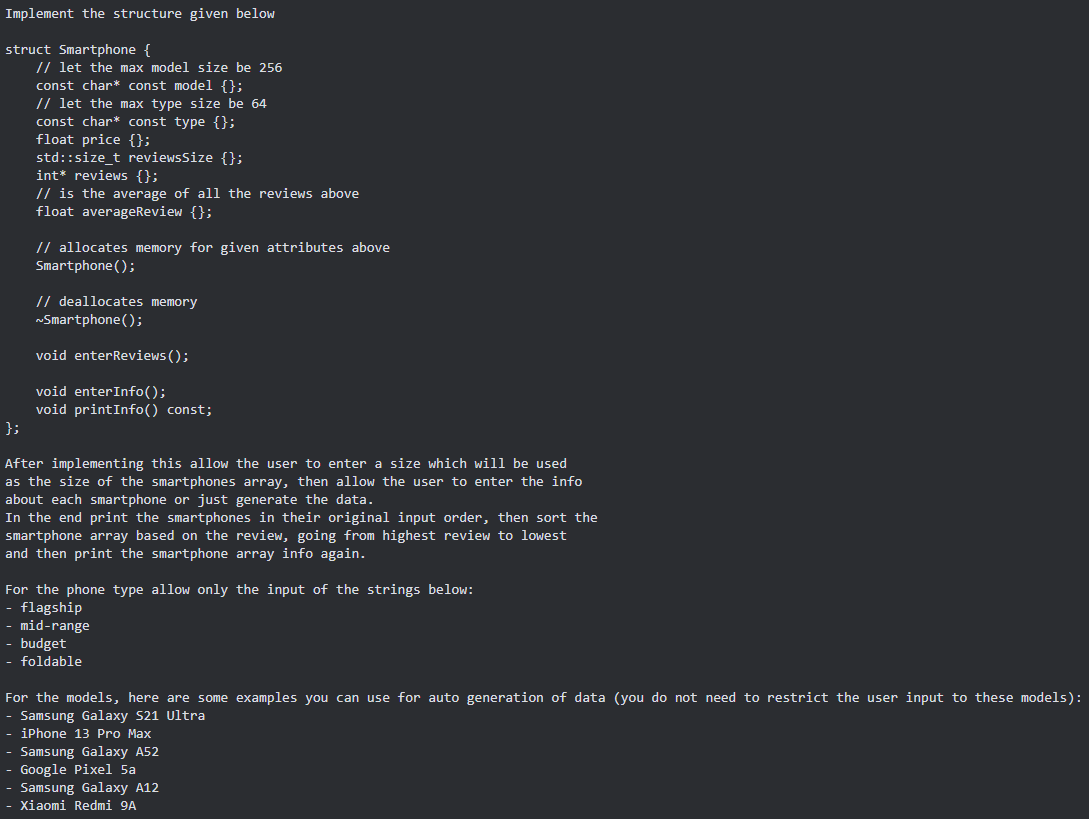 Implement the structure given below
struct Smartphone {
// let the max model size be 256
const char* const model {};
// let the max type size be 64
const char* const type {};
float price {};
std::size_t reviewsSize {};
int* reviews {};
// is the average of all the reviews above
float averageReview {};
// allocates memory for given attributes above
Smartphone();
// deallocates memory
~Smartphone();
void enterReviews();
void enterInfo();
void printInfo() const;
};
After implementing this allow the user to enter a size which will be used
as the size of the smartphones array, then allow the user to enter the info
about each smartphone or just generate the data.
In the end print the smartphones in their original input order, then sort the
smartphone array based on the review, going from highest review to lowest
and then print the smartphone array info again.
For the phone type allow only the input of the strings below:
- flagship
- mid-range
- budget
- foldable
For the models, here are some examples you can use for auto generation of data (you do not need to restrict the user input to these models):
- Samsung Galaxy S21 Ultra
- iPhone 13 Pro Max
- Samsung Galaxy A52
- Google Pixel 5a
- Samsung Galaxy A12
- Xiaomi Redmi 9A